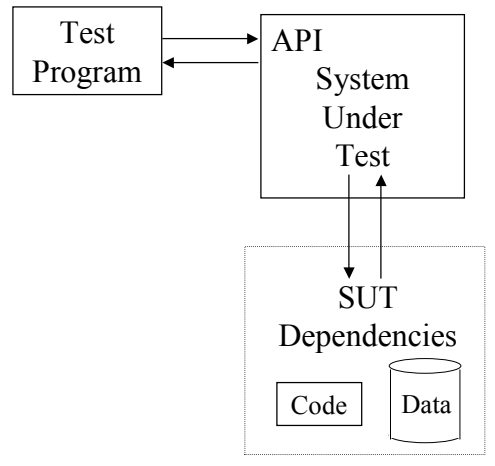 Test
Program
API
System
Under
Test
SUT
Dependencies
Code
Data